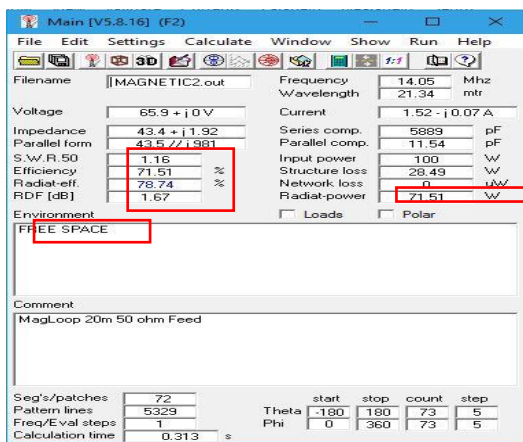 Main [V5.8.16] (F2)
File Edit Settings Calculate Window Show Run Help
3D 1:1 ?
Filename MAGNETIC2.out Frequency 14.05 Mhz
Wavelength 21.34 mtr
Voltage 65.9 + j 0 V Current 1.52 - j 0.07 A
Impedance 43.4 + j 1.92 Series comp. 5889 pF
Parallel form 43.5 // j 981 Parallel comp. 11.54 pF
S.W.R.50 1.16 Input power 100 W
Efficiency 71.51 % Structure loss 28.49 W
Radiat-eff. 78.74 % Network loss 0 uW
RDF [dB] 1.67 Radiat-power 71.51 W
Environment Loads Polar
FREE SPACE
Comment
MagLoop 20m 50 ohm Feed
Seg's/patches 72 start stop count step
Pattern lines 5329 Theta -180 180 73 5
Freq/Eval steps 1 Phi 0 360 73 5
Calculation time 0.313 s